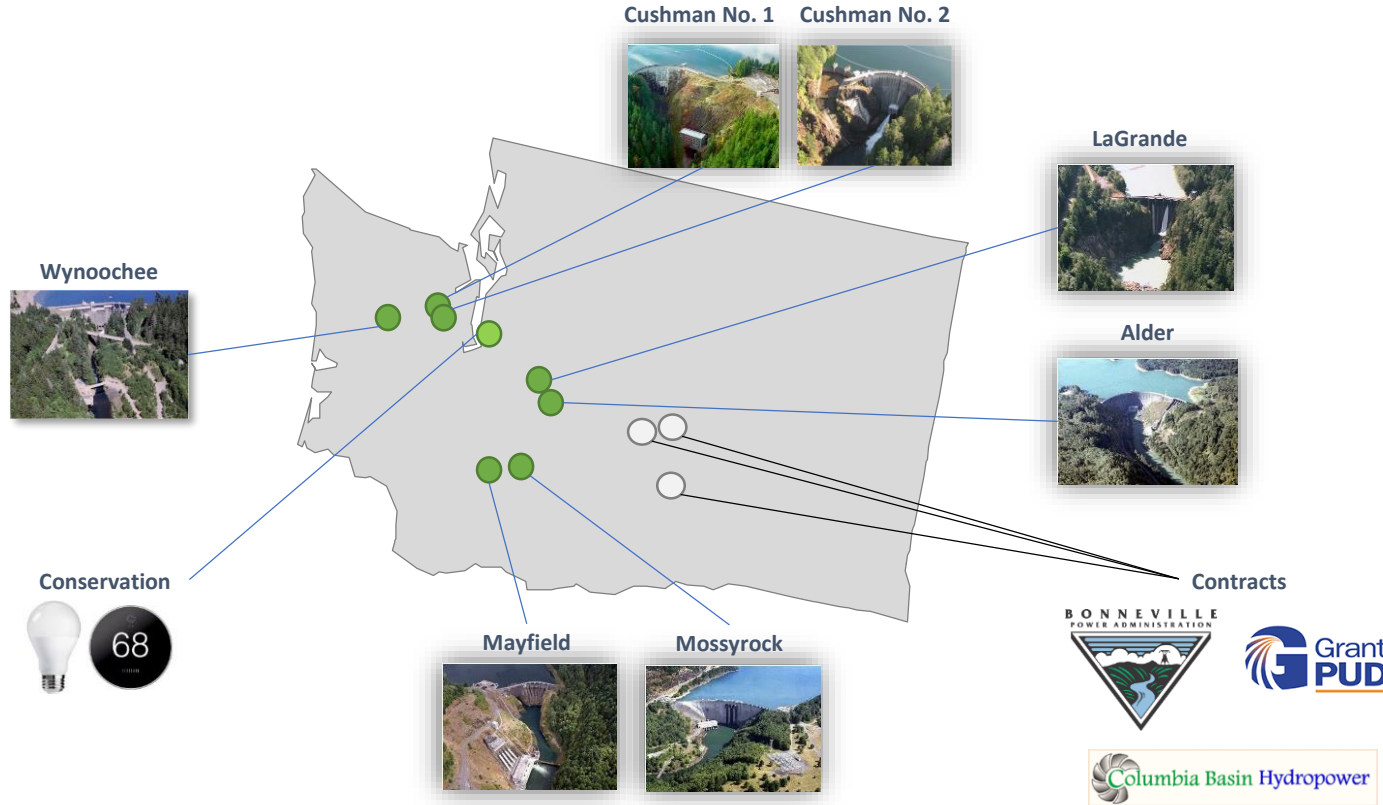 Cushman No. 1
Cushman No. 2
LaGrande
Wynoochee
Alder
Conservation
68
Contracts
BONNEVILLE
POWER ADMINISTRATION
Grant
PUD
Mayfield
Mossyrock
Columbia Basin Hydropower